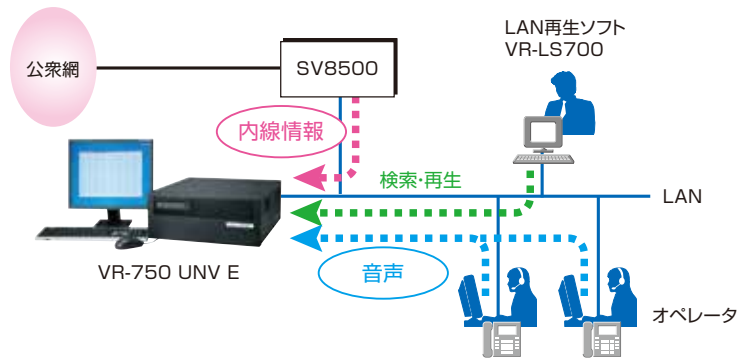 LAN再生ソフト
VR-LS700
公衆網
SV8500
内線情報
検索・再生
LAN
VR-750 UNV E
音声
オペレータ